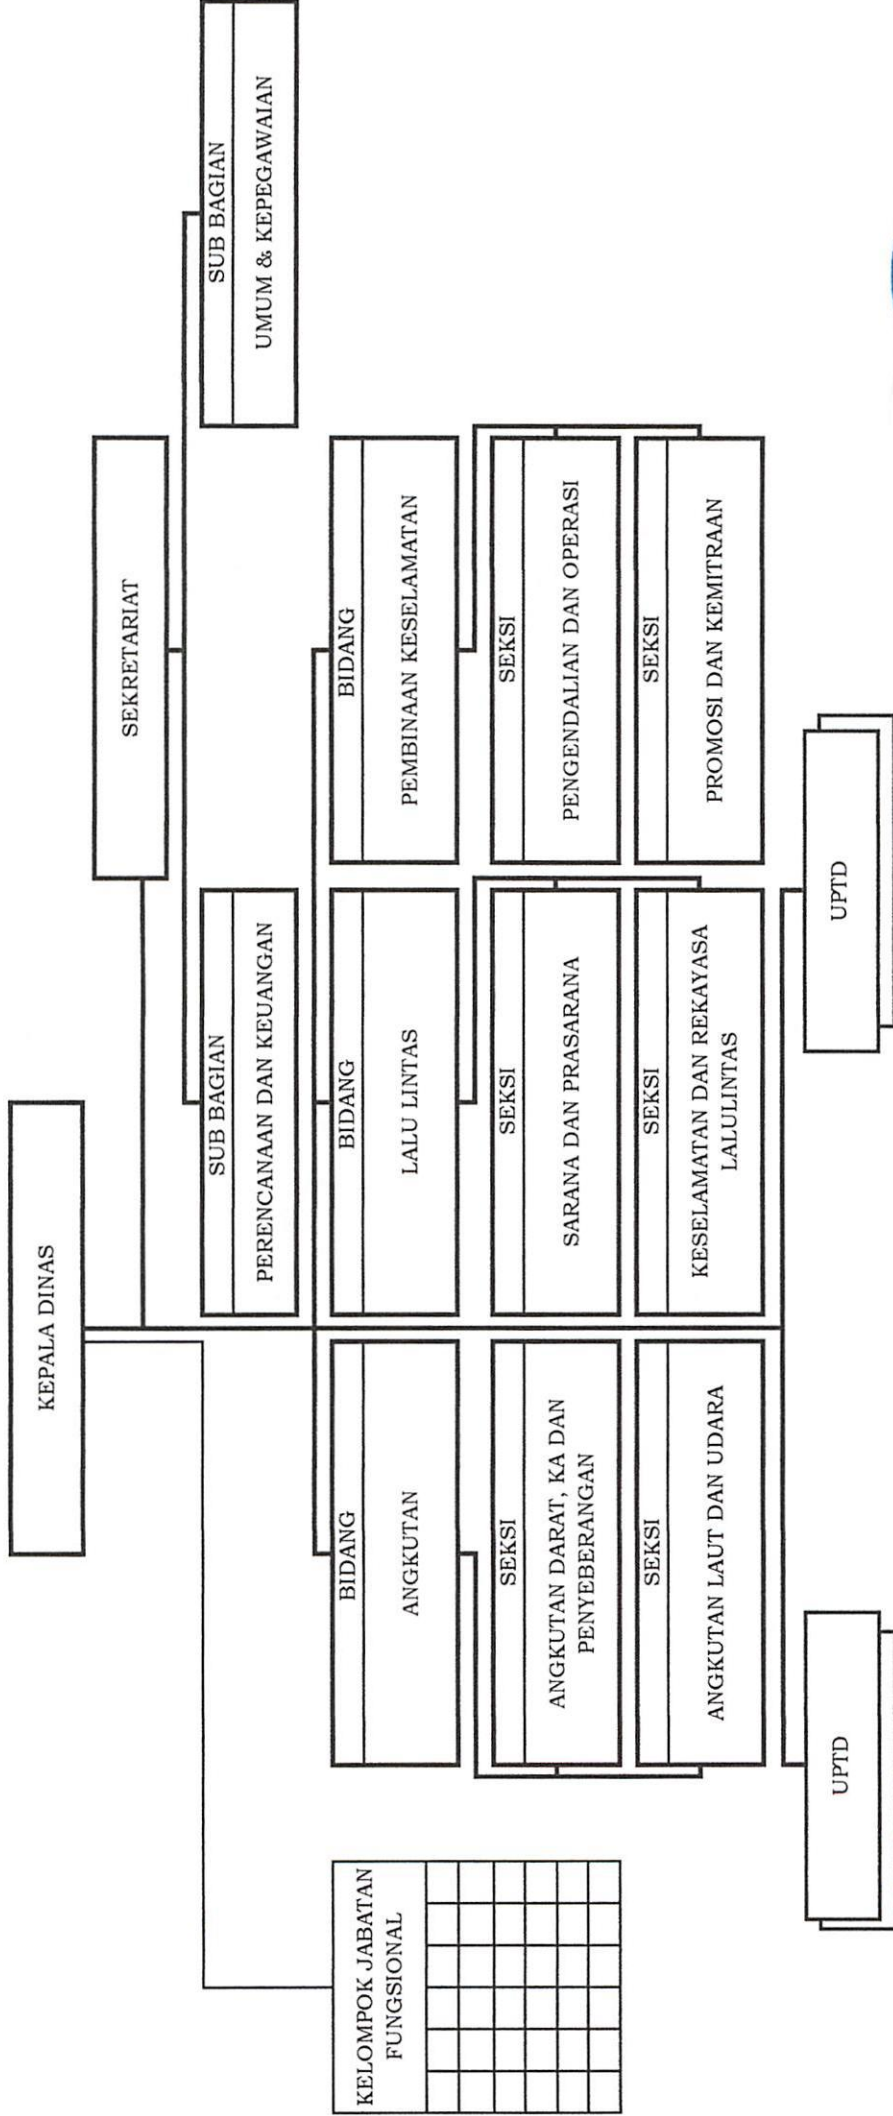 KEPALA DINAS
SEKRETARIAT
SUB BAGIAN
PERENCANAAN DAN KEUANGAN
SUB BAGIAN
UMUM & KEPEGAWAIAN
KELOMPOK JABATAN
FUNGSIONAL
BIDANG
ANGKUTAN
BIDANG
LALU LINTAS
BIDANG
PEMBINAAN KESELAMATAN
SEKSI
ANGKUTAN DARAT, KA DAN
PENYEBERANGAN
SEKSI
SARANA DAN PRASARANA
SEKSI
PENGENDALIAN DAN OPERASI
SEKSI
ANGKUTAN LAUT DAN UDARA
SEKSI
KESELAMATAN DAN REKAYASA
LALULINTAS
SEKSI
PROMOSI DAN KEMITRAAN
UPTD
UPTD